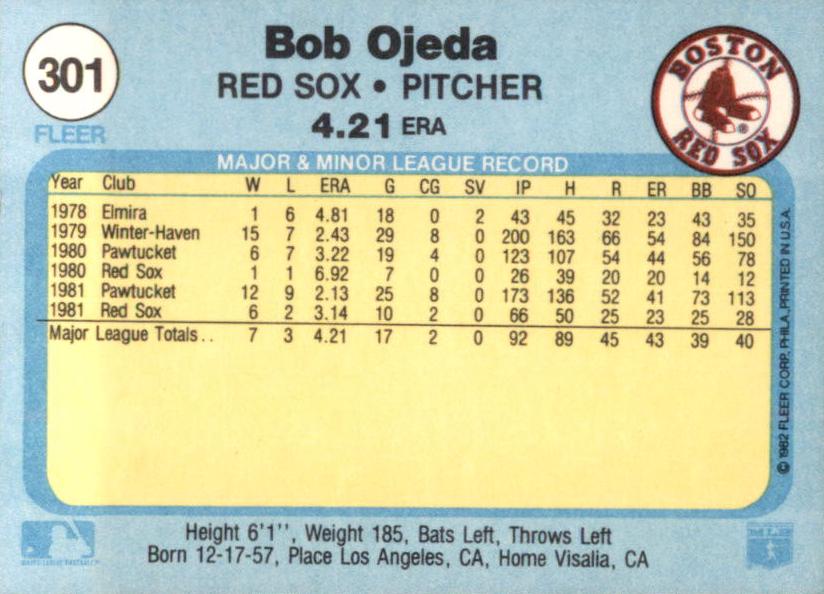 301
FLEER
Bob Ojeda
RED SOX • PITCHER
4.21 ERA
BOSTON
RED SOX
®
MAJOR & MINOR LEAGUE RECORD
Year Club W L ERA G CG SV IP H R ER BB SO
1978 Elmira 1 6 4.81 18 0 2 43 45 32 23 43 35
1979 Winter-Haven 15 7 2.43 29 8 0 200 163 66 54 84 150
1980 Pawtucket 6 7 3.22 19 4 0 123 107 54 44 56 78
1980 Red Sox 1 1 6.92 7 0 0 26 39 20 20 14 12
1981 Pawtucket 12 9 2.13 25 8 0 173 136 52 41 73 113
1981 Red Sox 6 2 3.14 10 2 0 66 50 25 23 25 28
Major League Totals.. 7 3 4.21 17 2 0 92 89 45 43 39 40
© 1982 FLEER CORP. PHILA., PRINTED IN U.S.A.
Height 6'1'', Weight 185, Bats Left, Throws Left
Born 12-17-57, Place Los Angeles, CA, Home Visalia, CA